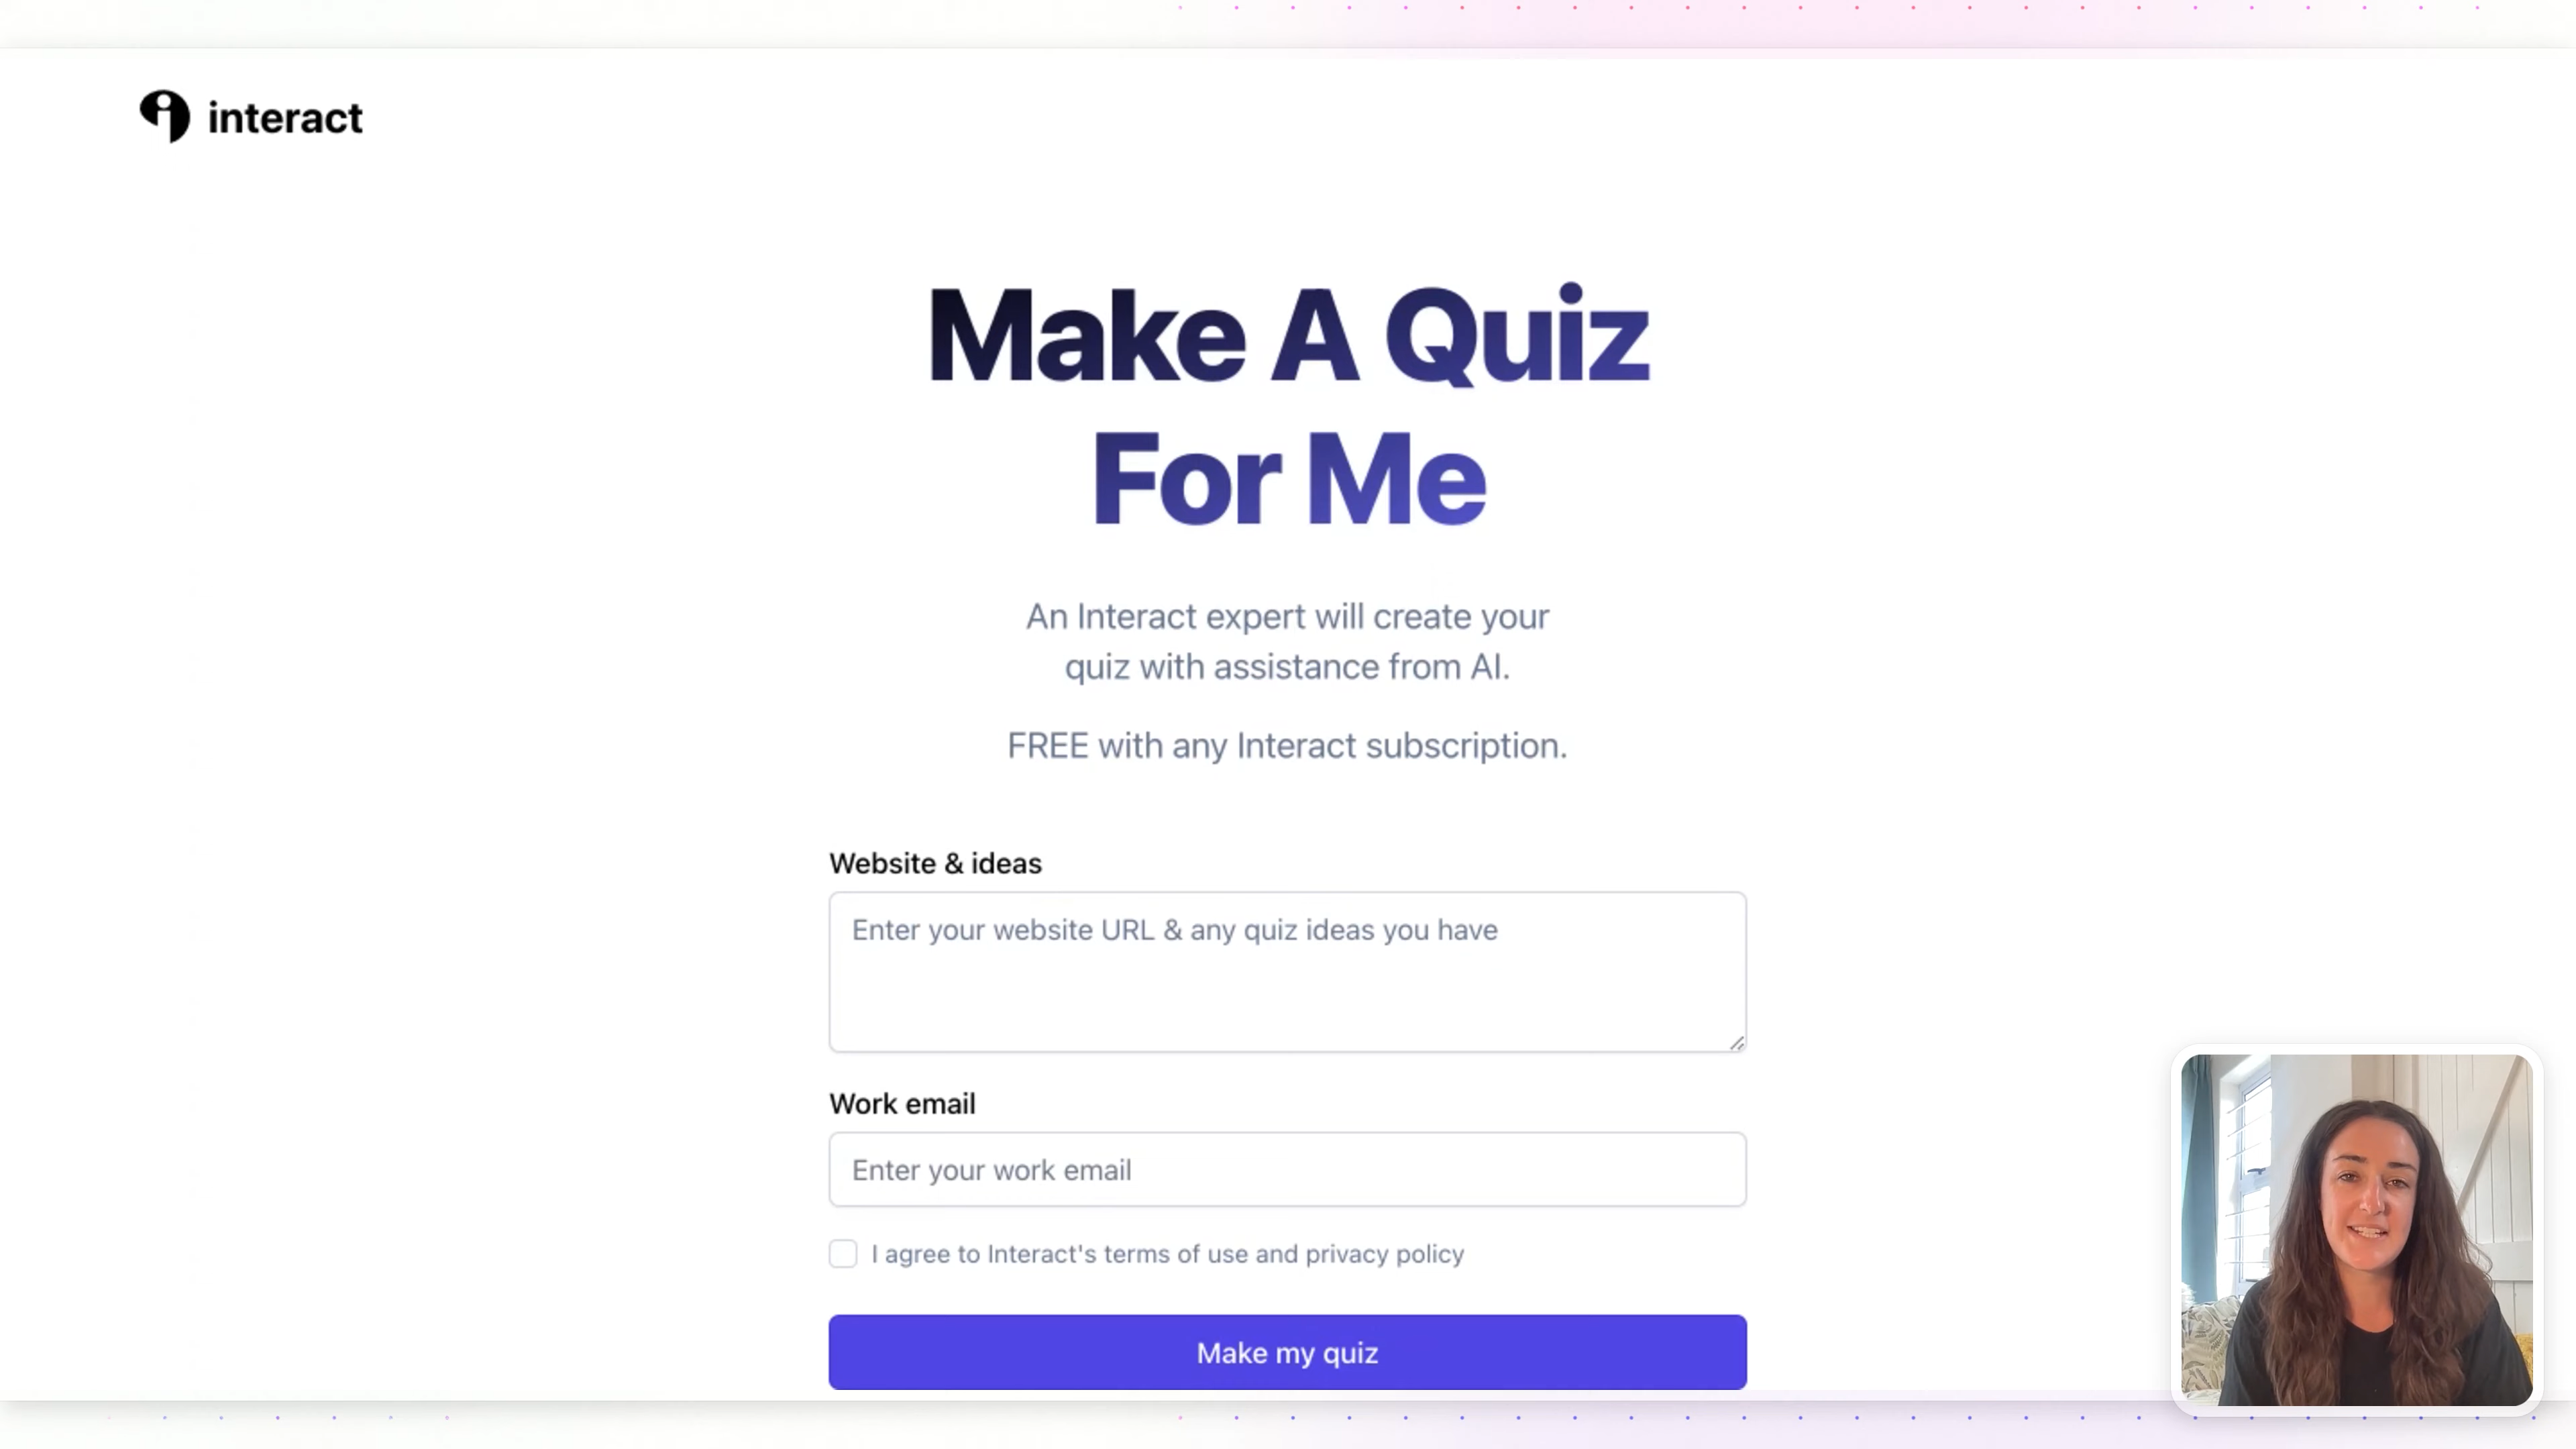 interact
Make A Quiz
For Me
An Interact expert will create your
quiz with assistance from AI.
FREE with any Interact subscription.
Website & ideas
Enter your website URL & any quiz ideas you have
Work email
Enter your work email
I agree to Interact's terms of use and privacy policy
Make my quiz